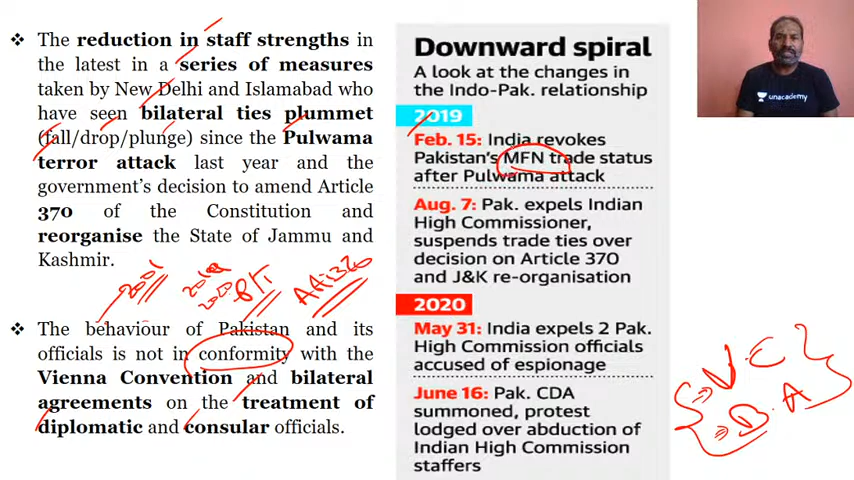 ❖ The reduction in staff strengths in
the latest in a series of measures
taken by New Delhi and Islamabad who
have seen bilateral ties plummet
(fall/drop/plunge) since the Pulwama
terror attack last year and the
government's decision to amend Article
370 of the Constitution and
reorganise the State of Jammu and
Kashmir.
❖ The behaviour of Pakistan and its
officials is not in conformity with the
Vienna Convention and bilateral
agreements on the treatment of
diplomatic and consular officials.
Downward spiral
A look at the changes in
the Indo-Pak. relationship
2019
Feb. 15: India revokes
Pakistan's MFN trade status
after Pulwama attack
Aug. 7: Pak. expels Indian
High Commissioner,
suspends trade ties over
decision on Article 370
and J&K re-organisation
2020
May 31: India expels 2 Pak.
High Commission officials
accused of espionage
June 16: Pak. CDA
summoned, protest
lodged over abduction of
Indian High Commission
staffers
unacademy
B.A